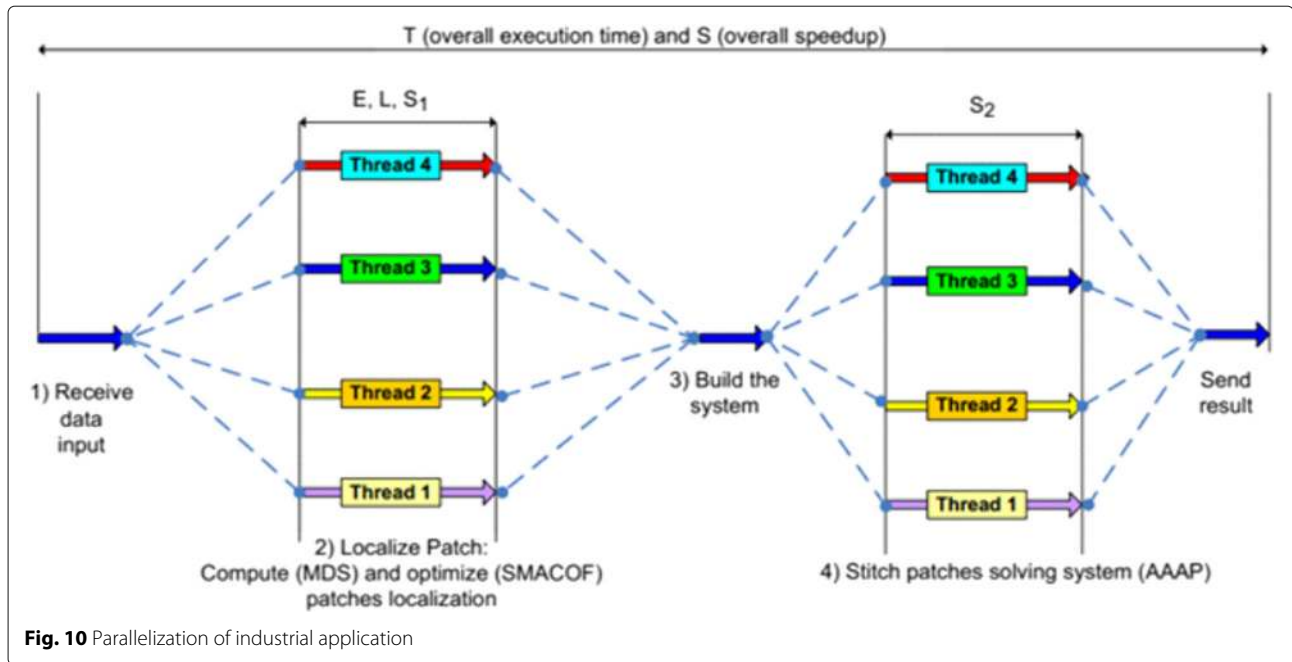 T (overall execution time) and S (overall speedup)
E, L, S1
S2
Thread 4
Thread 3
Thread 2
Thread 1
Thread 4
Thread 3
Thread 2
Thread 1
1) Receive
data
input
2) Localize Patch:
Compute (MDS) and optimize (SMACOF)
patches localization
3) Build the
system
4) Stitch patches solving system (AAAP)
Send
result
Fig. 10 Parallelization of industrial application